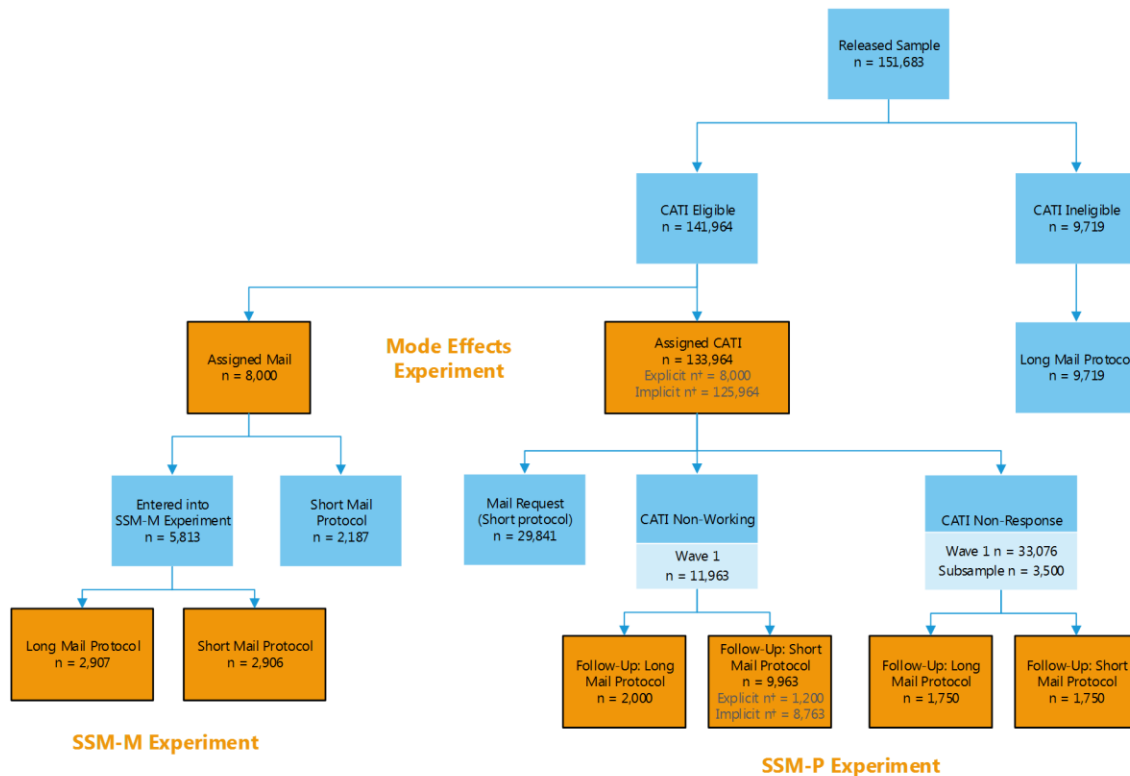 Released Sample
n = 151,683
CATI Eligible
n = 141,964
CATI Ineligible
n = 9,719
Assigned Mail
n = 8,000
Mode Effects
Experiment
Assigned CATI
n = 133,964
Explicit n† = 8,000
Implicit n† = 125,964
Long Mail Protocol
n = 9,719
Entered into
SSM-M Experiment
n = 5,813
Short Mail
Protocol
n = 2,187
Mail Request
(Short protocol)
n = 29,841
CATI Non-Working
Wave 1
n = 11,963
CATI Non-Response
Wave 1 n = 33,076
Subsample n = 3,500
Long Mail Protocol
n = 2,907
Short Mail Protocol
n = 2,906
Follow-Up: Long
Mail Protocol
n = 2,000
Follow-Up: Short
Mail Protocol
n = 9,963
Explicit n† = 1,200
Implicit n† = 8,763
Follow-Up: Long
Mail Protocol
n = 1,750
Follow-Up: Short
Mail Protocol
n = 1,750
SSM-M Experiment
SSM-P Experiment